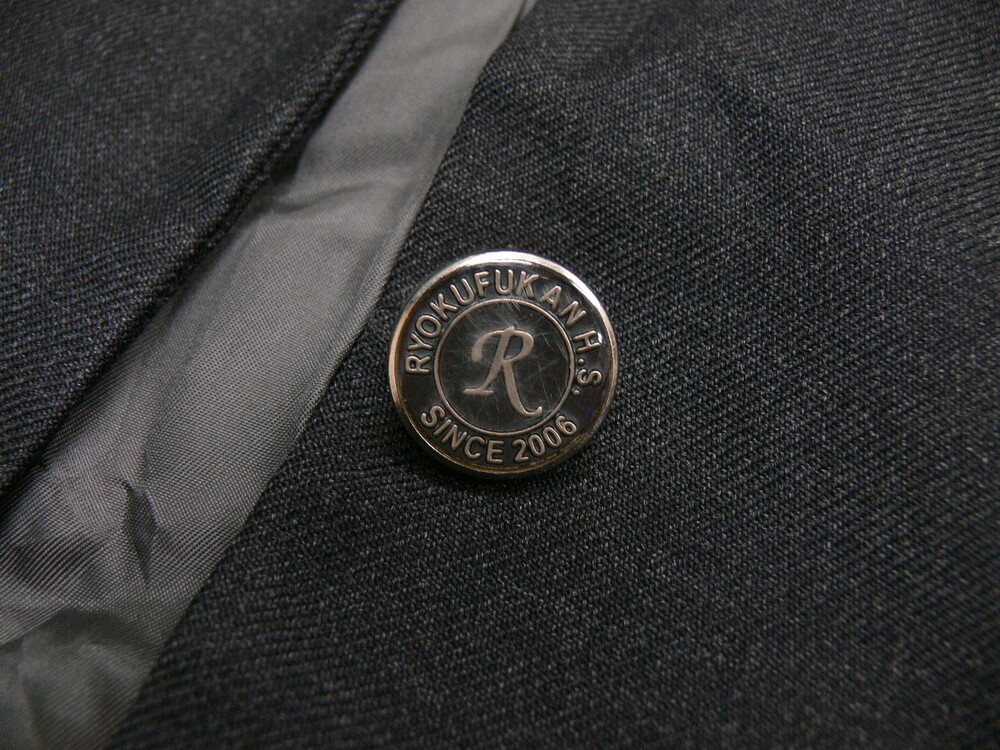 RYOKUFUKAN H.S.
R
SINCE 2006